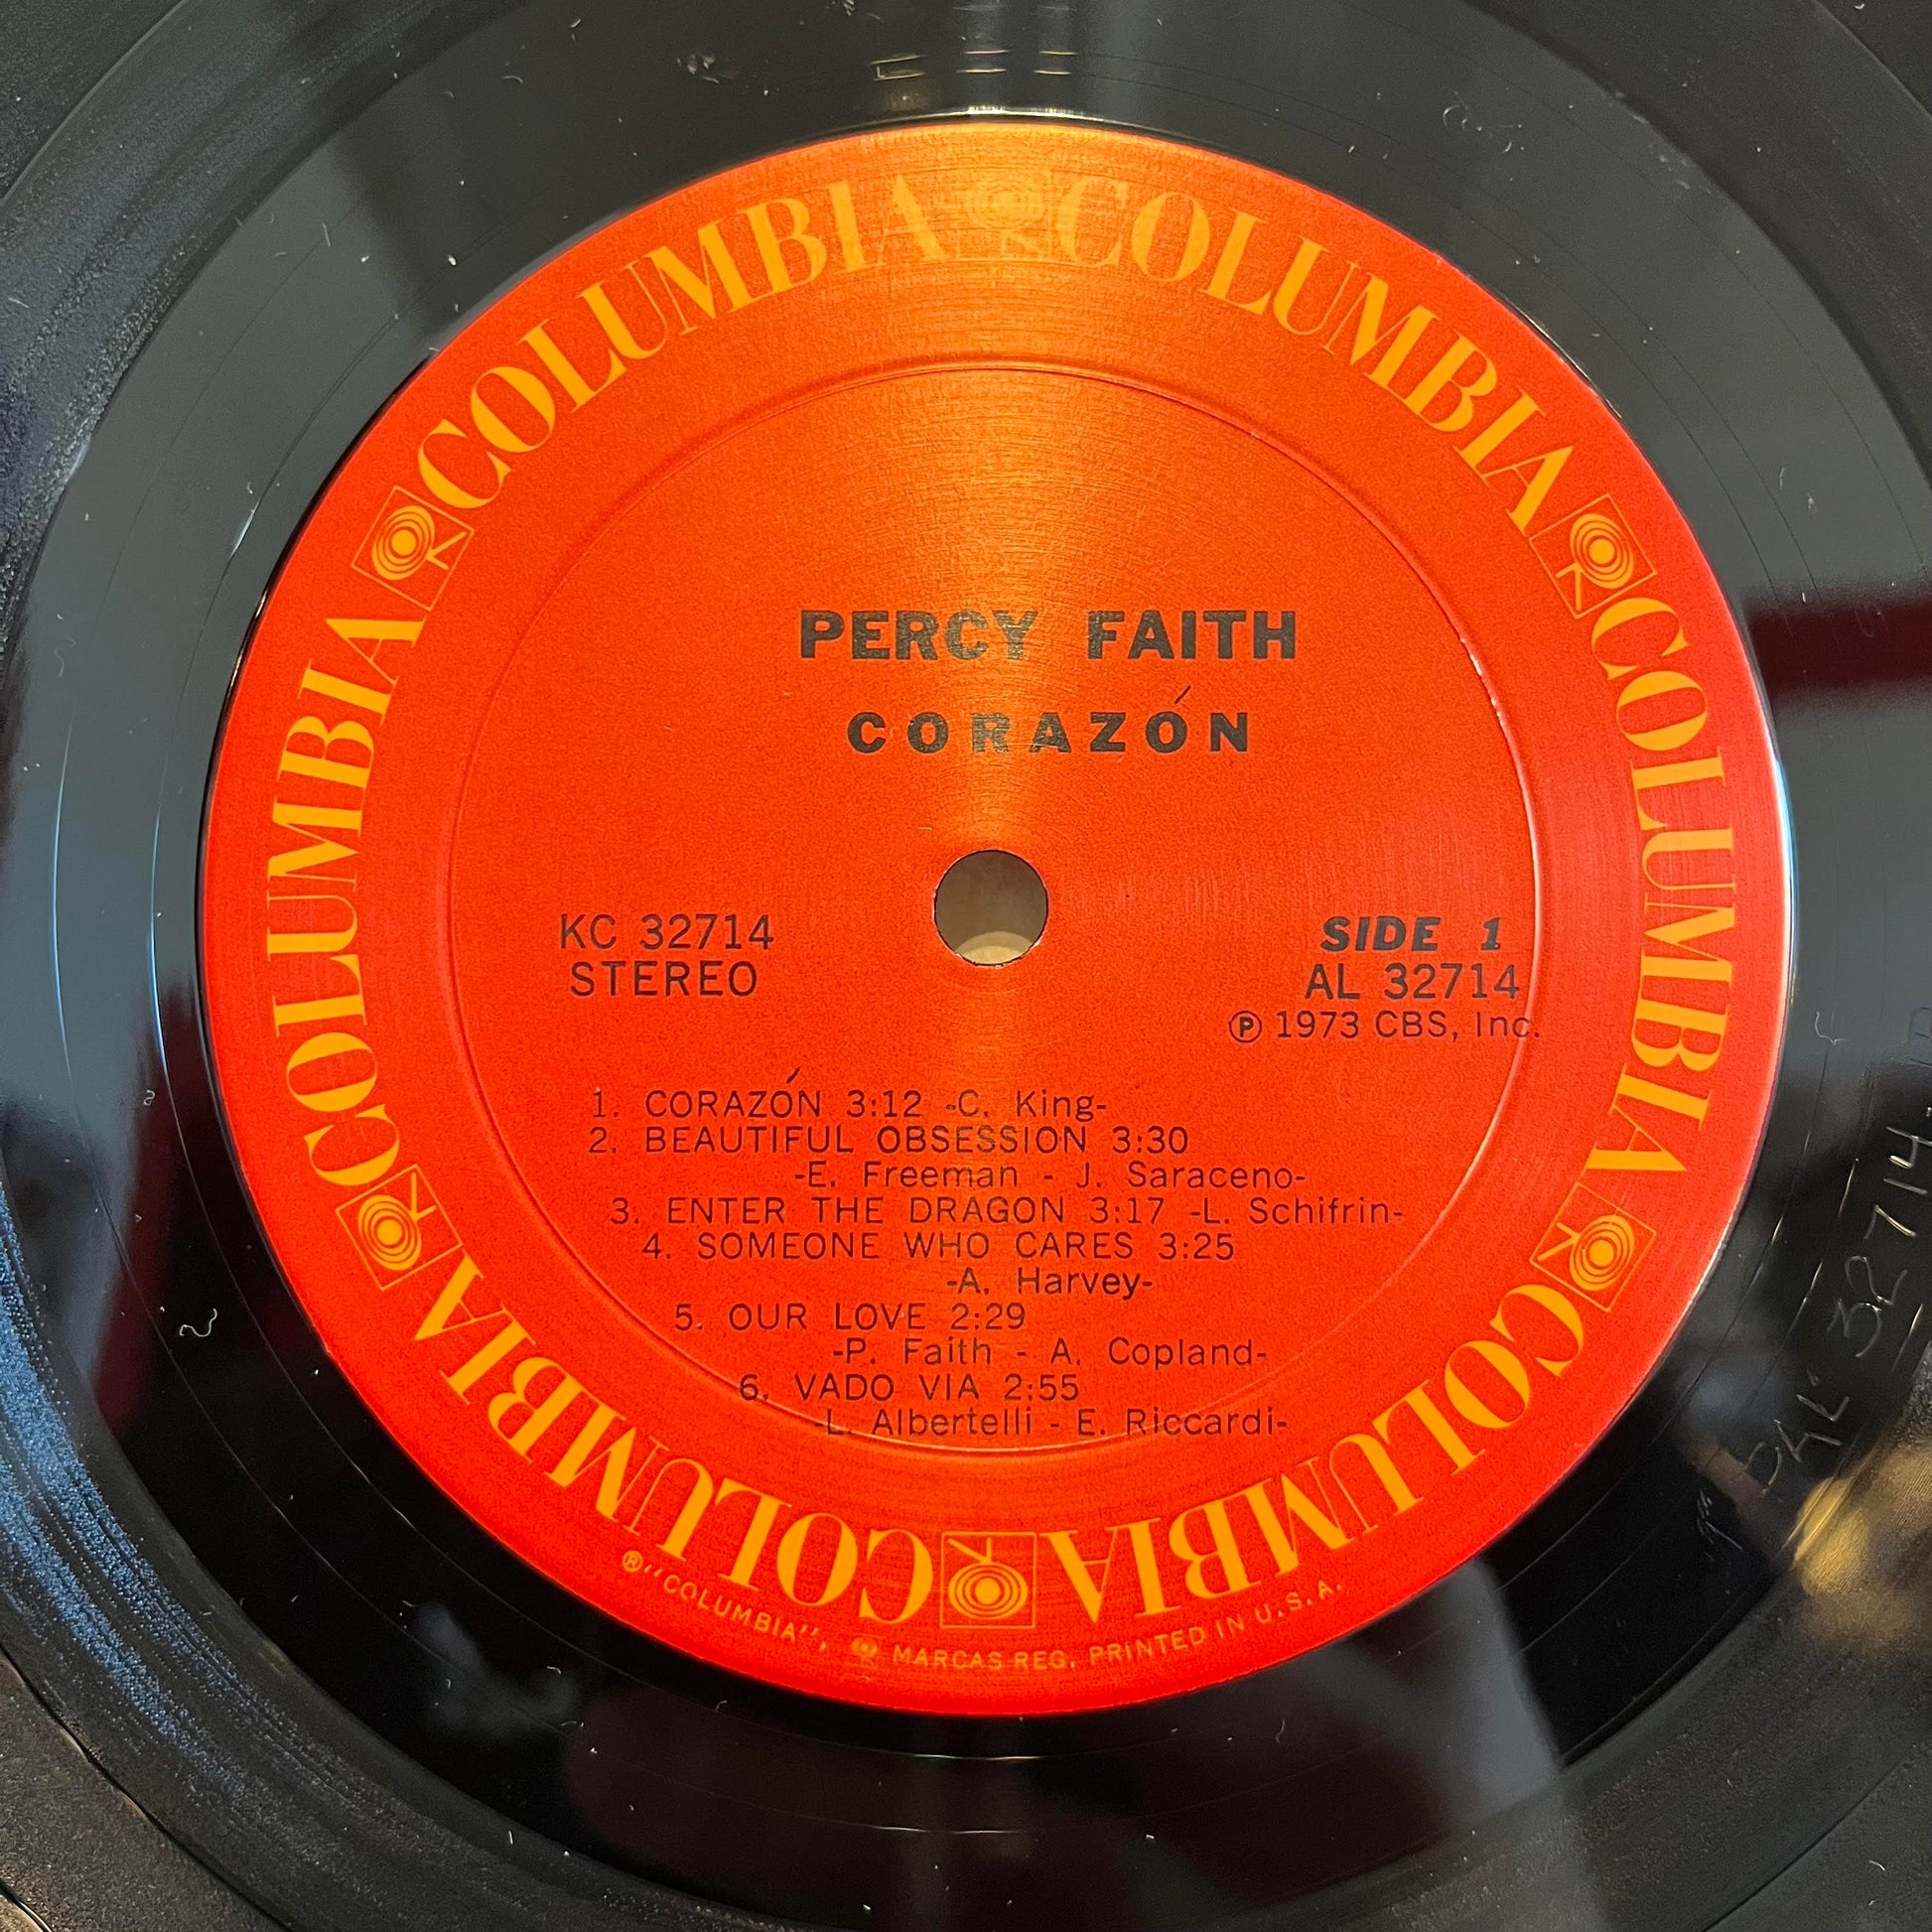 COLUMBIA COLUMBIA COLUMBIA COLUMBIA COLUMBIA COLUMBIA
PERCY FAITH
CORAZÓN
KC 32714
STEREO
SIDE 1
AL 32714
Ⓟ 1973 CBS, Inc.
1. CORAZÓN 3:12 -C. King-
2. BEAUTIFUL OBSESSION 3:30
-E. Freeman - J. Saraceno-
3. ENTER THE DRAGON 3:17 -L. Schifrin-
4. SOMEONE WHO CARES 3:25
-A. Harvey-
5. OUR LOVE 2:29
-P. Faith - A. Copland-
6. VADO VIA 2:55
-L. Albertelli - E. Riccardi-
® "COLUMBIA", MARCAS REG. PRINTED IN U.S.A.
32714